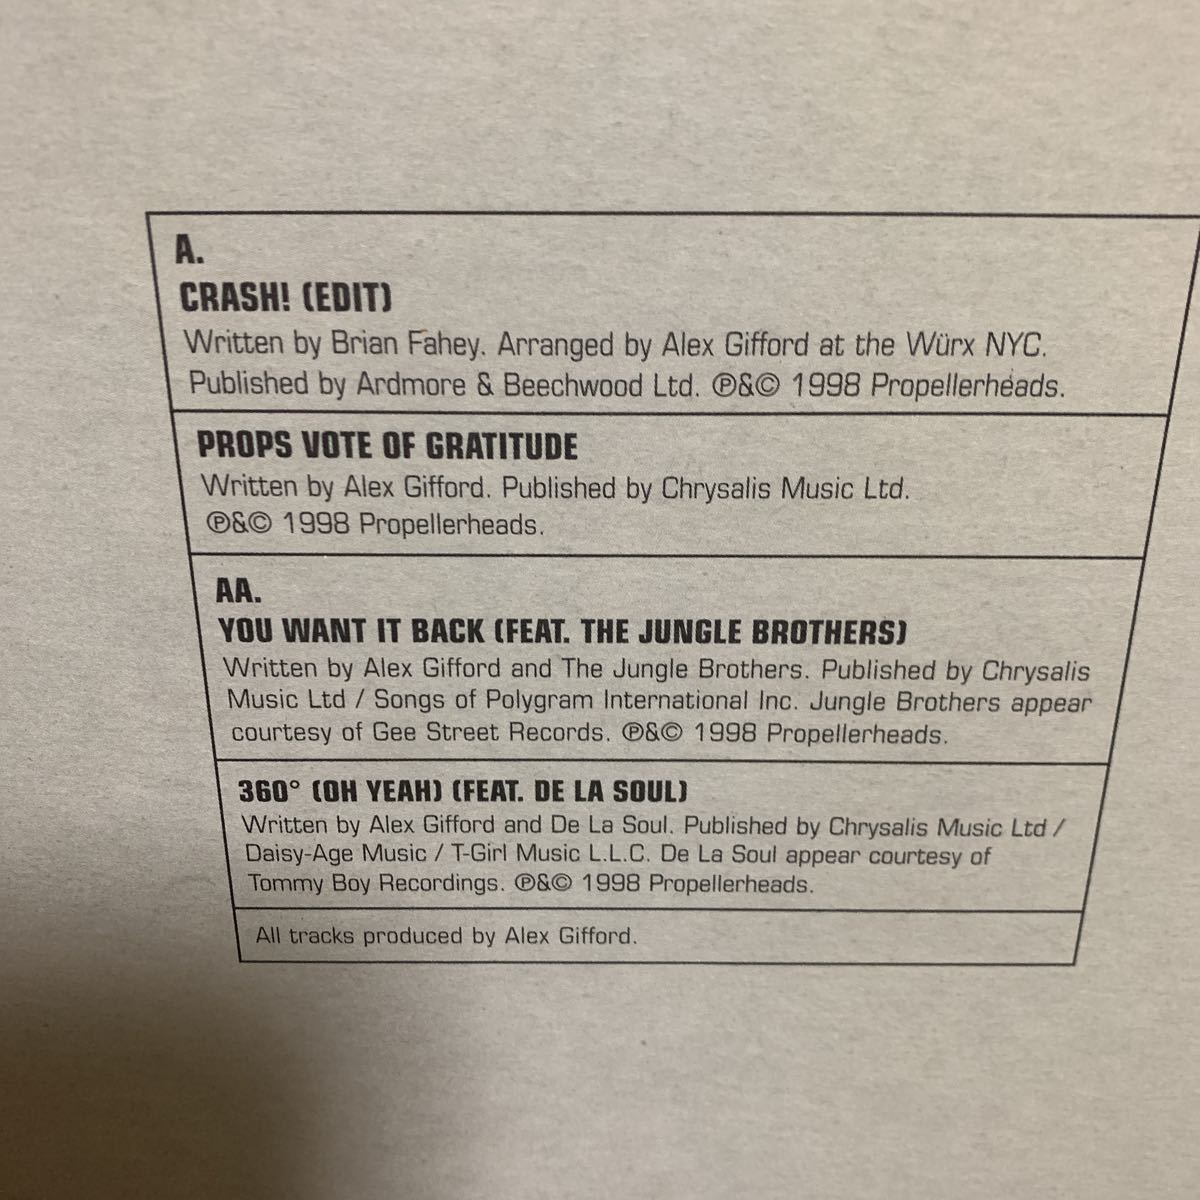 A.
CRASH! (EDIT)
Written by Brian Fahey. Arranged by Alex Gifford at the Würx NYC.
Published by Ardmore & Beechwood Ltd. ℗&© 1998 Propellerheads.
PROPS VOTE OF GRATITUDE
Written by Alex Gifford. Published by Chrysalis Music Ltd.
℗&© 1998 Propellerheads.
AA.
YOU WANT IT BACK (FEAT. THE JUNGLE BROTHERS)
Written by Alex Gifford and The Jungle Brothers. Published by Chrysalis
Music Ltd / Songs of Polygram International Inc. Jungle Brothers appear
courtesy of Gee Street Records. ℗&© 1998 Propellerheads.
360° (OH YEAH) (FEAT. DE LA SOUL)
Written by Alex Gifford and De La Soul. Published by Chrysalis Music Ltd /
Daisy-Age Music / T-Girl Music L.L.C. De La Soul appear courtesy of
Tommy Boy Recordings. ℗&© 1998 Propellerheads.
All tracks produced by Alex Gifford.